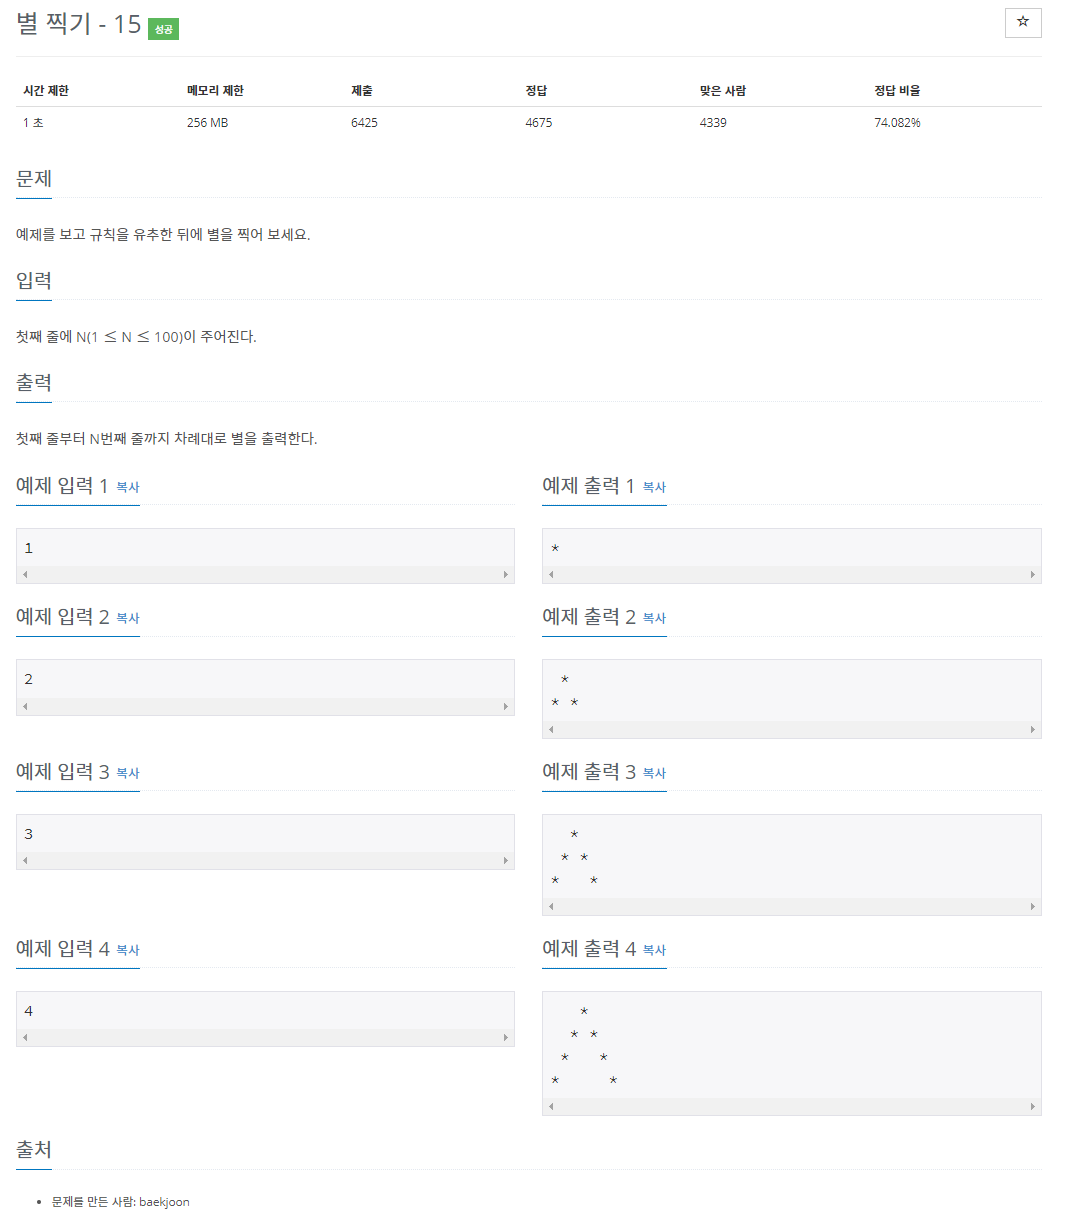 별 찍기 - 15 성공
☆
시간 제한 메모리 제한 제출 정답 맞은 사람 정답 비율
1 초 256 MB 6425 4675 4339 74.082%
문제
예제를 보고 규칙을 유추한 뒤에 별을 찍어 보세요.
입력
첫째 줄에 N(1 ≤ N ≤ 100)이 주어진다.
출력
첫째 줄부터 N번째 줄까지 차례대로 별을 출력한다.
예제 입력 1 복사
1
예제 출력 1 복사
*
예제 입력 2 복사
2
예제 출력 2 복사
 *
* *
예제 입력 3 복사
3
예제 출력 3 복사
  *
 * *
*   *
예제 입력 4 복사
4
예제 출력 4 복사
   *
  * *
 *   *
*     *
출처
• 문제를 만든 사람: baekjoon